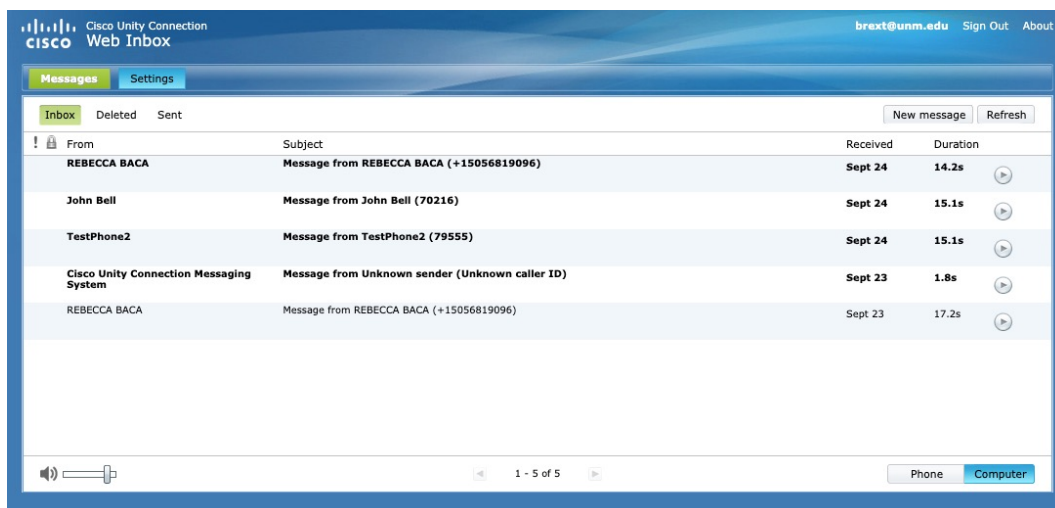 Cisco Unity Connection
CISCO Web Inbox
brext@unm.edu Sign Out About
Messages Settings
Inbox Deleted Sent New message Refresh
! From Subject Received Duration
REBECCA BACA Message from REBECCA BACA (+15056819096) Sept 24 14.2s
John Bell Message from John Bell (70216) Sept 24 15.1s
TestPhone2 Message from TestPhone2 (79555) Sept 24 15.1s
Cisco Unity Connection Messaging Message from Unknown sender (Unknown caller ID) Sept 23 1.8s
System
REBECCA BACA Message from REBECCA BACA (+15056819096) Sept 23 17.2s
1 - 5 of 5 Phone Computer